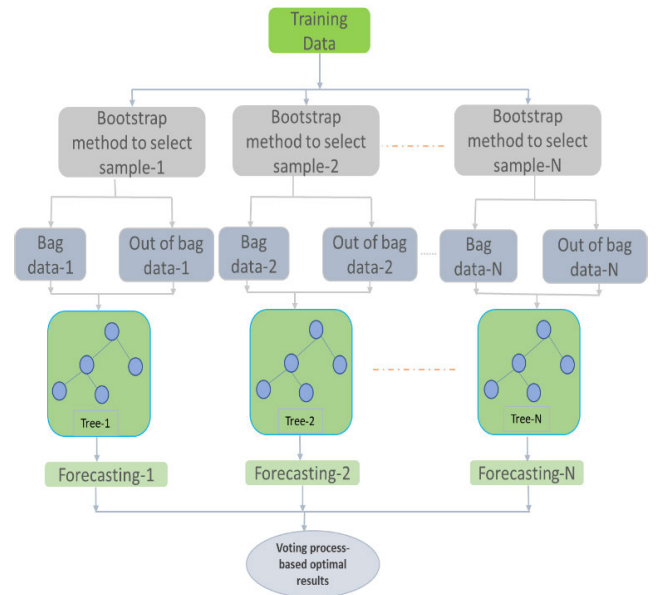 Training
Data
Bootstrap
method to select
sample-1
Bootstrap
method to select
sample-2
Bootstrap
method to select
sample-N
Bag
data-1
Out of bag
data-1
Bag
data-2
Out of bag
data-2
Bag
data-N
Out of bag
data-N
Tree-1
Tree-2
Tree-N
Forecasting-1
Forecasting-2
Forecasting-N
Voting process-
based optimal
results